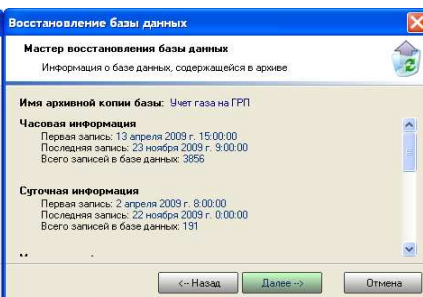 Восстановление базы данных
Мастер восстановления базы данных
Информация о базе данных, содержащейся в архиве
Имя архивной копии базы: Учет газа на ГРП
Часовая информация
Первая запись: 13 апреля 2009 г. 15:00:00
Последняя запись: 23 ноября 2009 г. 9:00:00
Всего записей в базе данных: 3856
Суточная информация
Первая запись: 2 апреля 2009 г. 8:00:00
Последняя запись: 22 ноября 2009 г. 0:00:00
Всего записей в базе данных: 191
<-- Назад
Далее -->
Отмена